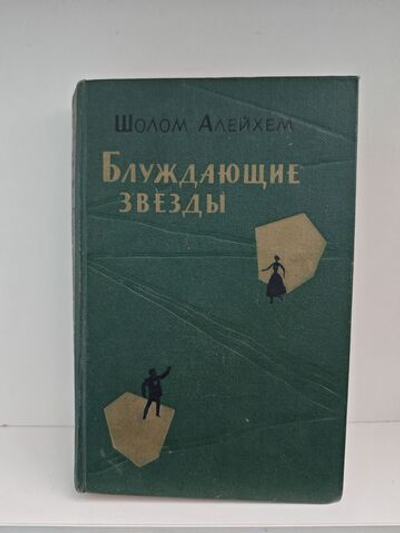 Шолом Алейхем
Блуждающие
звезды